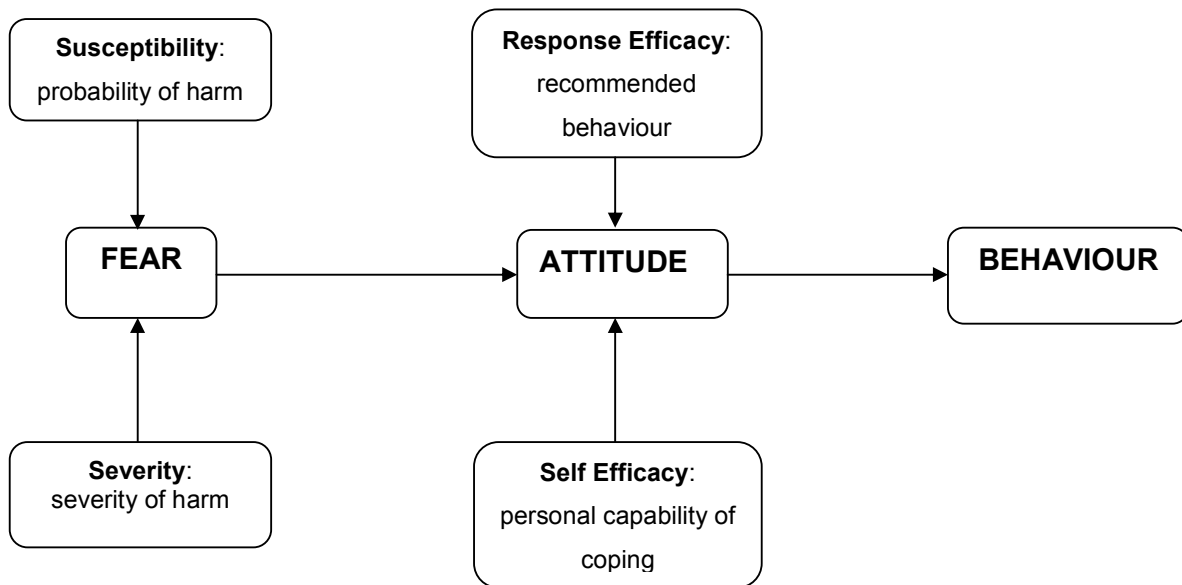 Susceptibility:
probability of harm
Response Efficacy:
recommended
behaviour
FEAR
ATTITUDE
BEHAVIOUR
Severity:
severity of harm
Self Efficacy:
personal capability of
coping